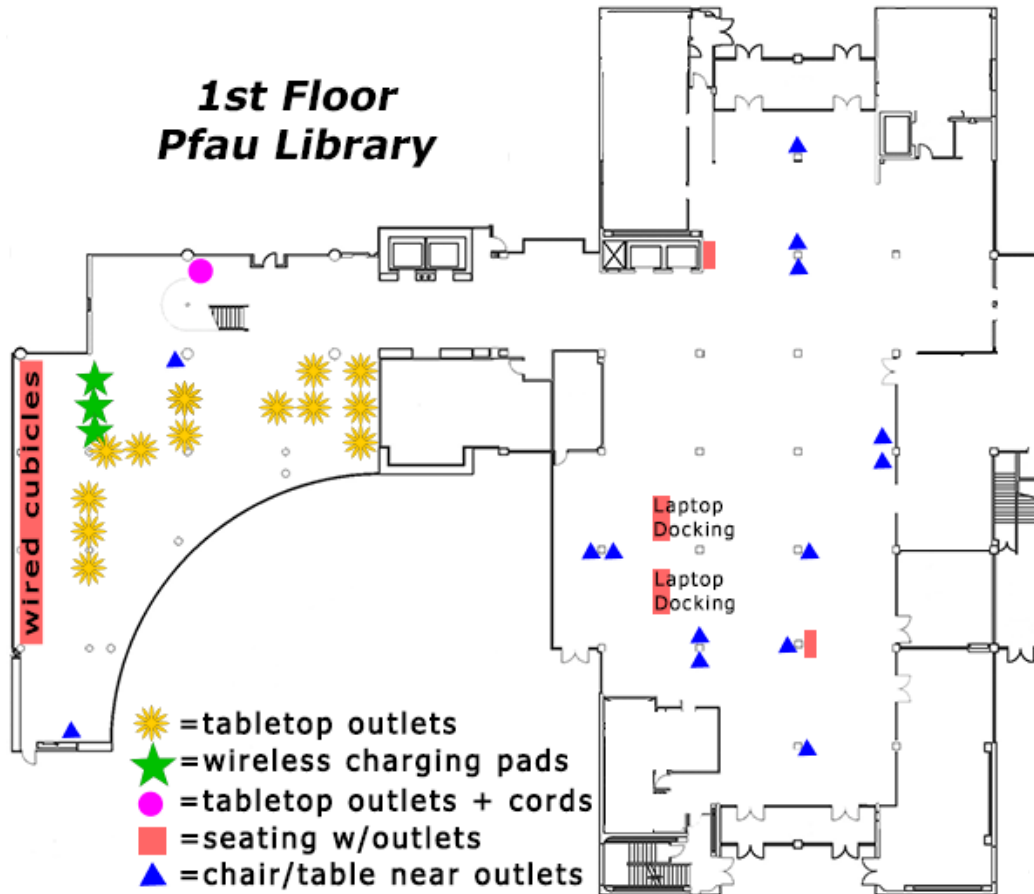 1st Floor
Pfau Library
wired cubicles
Laptop
Docking
Laptop
Docking
=tabletop outlets
=wireless charging pads
=tabletop outlets + cords
=seating w/outlets
=chair/table near outlets